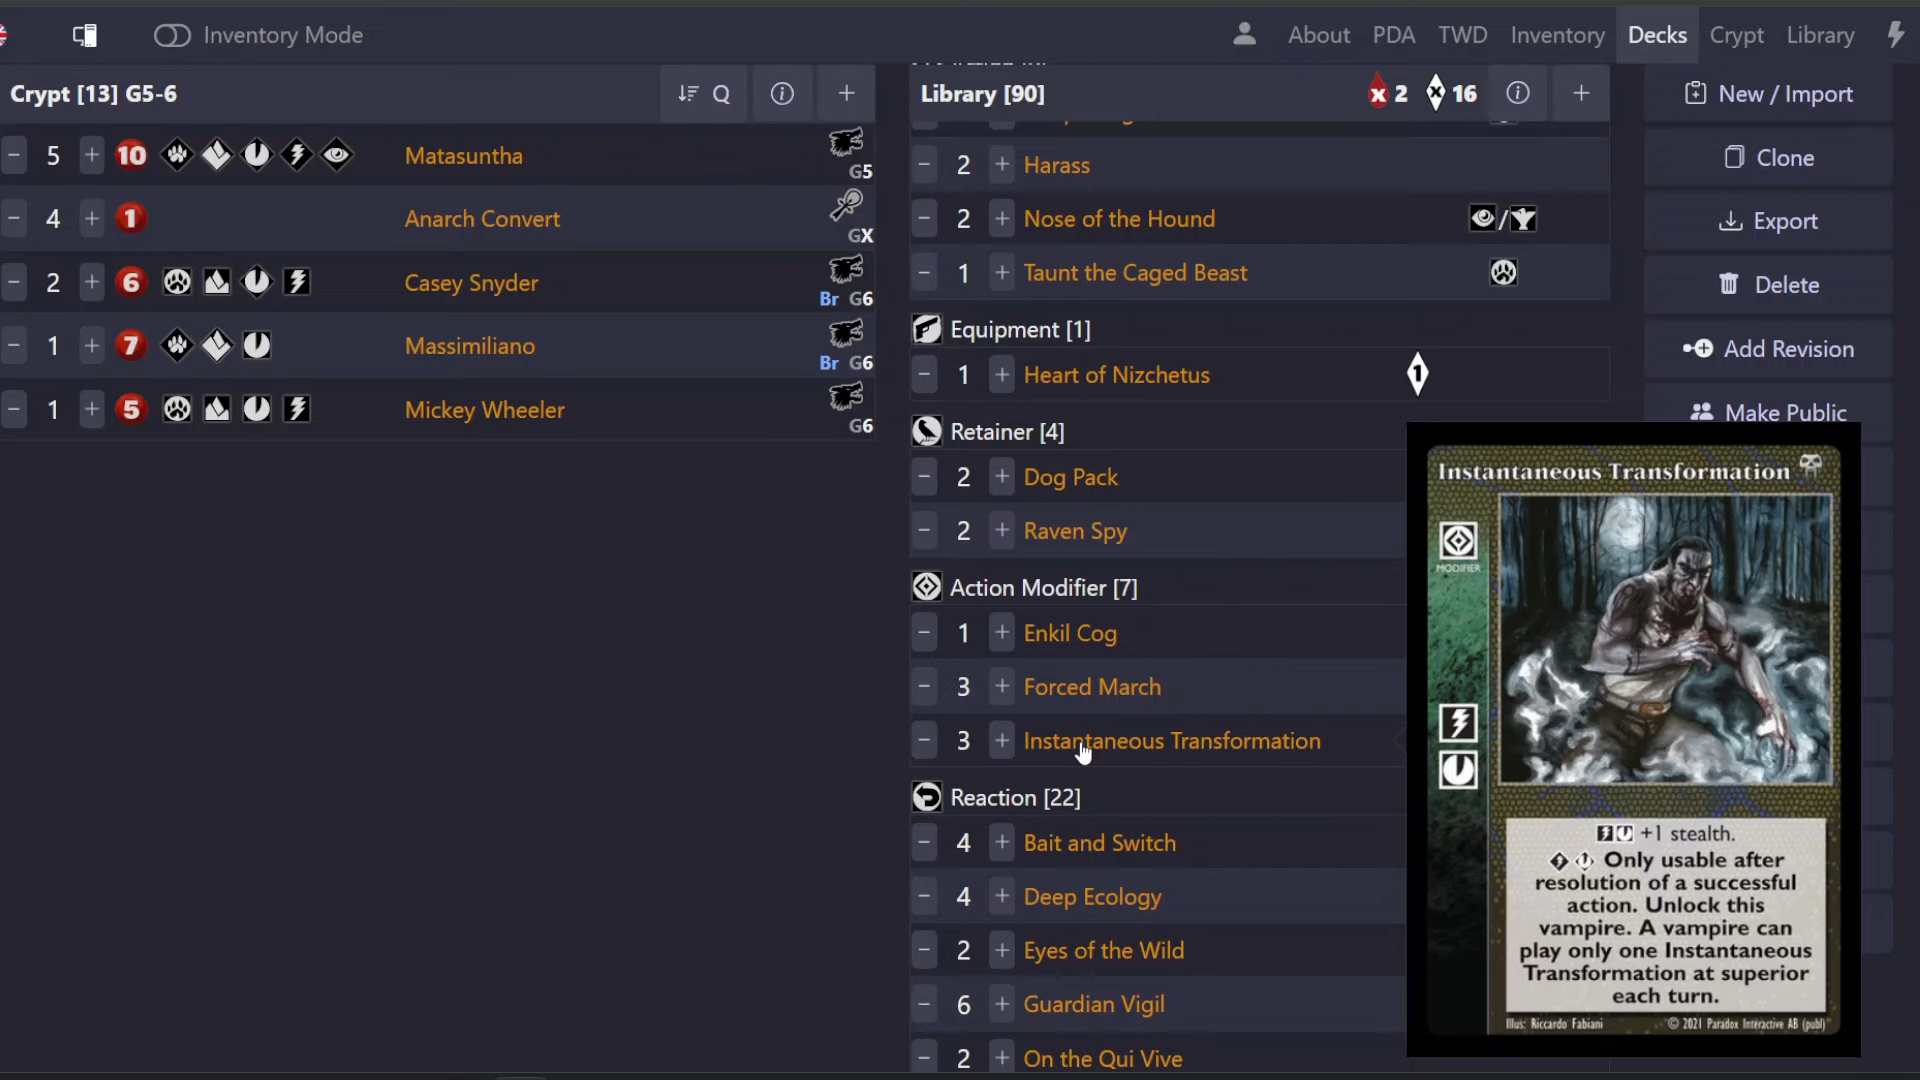 Inventory Mode
About PDA TWD Inventory Decks Crypt Library
Crypt [13] G5-6
Q
5 10 Matasuntha G5
4 1 Anarch Convert GX
2 6 Casey Snyder Br G6
1 7 Massimiliano Br G6
1 5 Mickey Wheeler G6
Library [90] X 2 X 16
2 Harass
2 Nose of the Hound /
1 Taunt the Caged Beast
Equipment [1]
1 Heart of Nizchetus 1
Retainer [4]
2 Dog Pack
2 Raven Spy
Action Modifier [7]
1 Enkil Cog
3 Forced March
3 Instantaneous Transformation
Reaction [22]
4 Bait and Switch
4 Deep Ecology
2 Eyes of the Wild
6 Guardian Vigil
2 On the Qui Vive
New / Import
Clone
Export
Delete
Add Revision
Make Public
Instantaneous Transformation
MODIFIER
+1 stealth.
Only usable after
resolution of a successful
action. Unlock this
vampire. A vampire can
play only one Instantaneous
Transformation at superior
each turn.
Illus: Riccardo Fabiani © 2021 Paradox Interactive AB (publ)